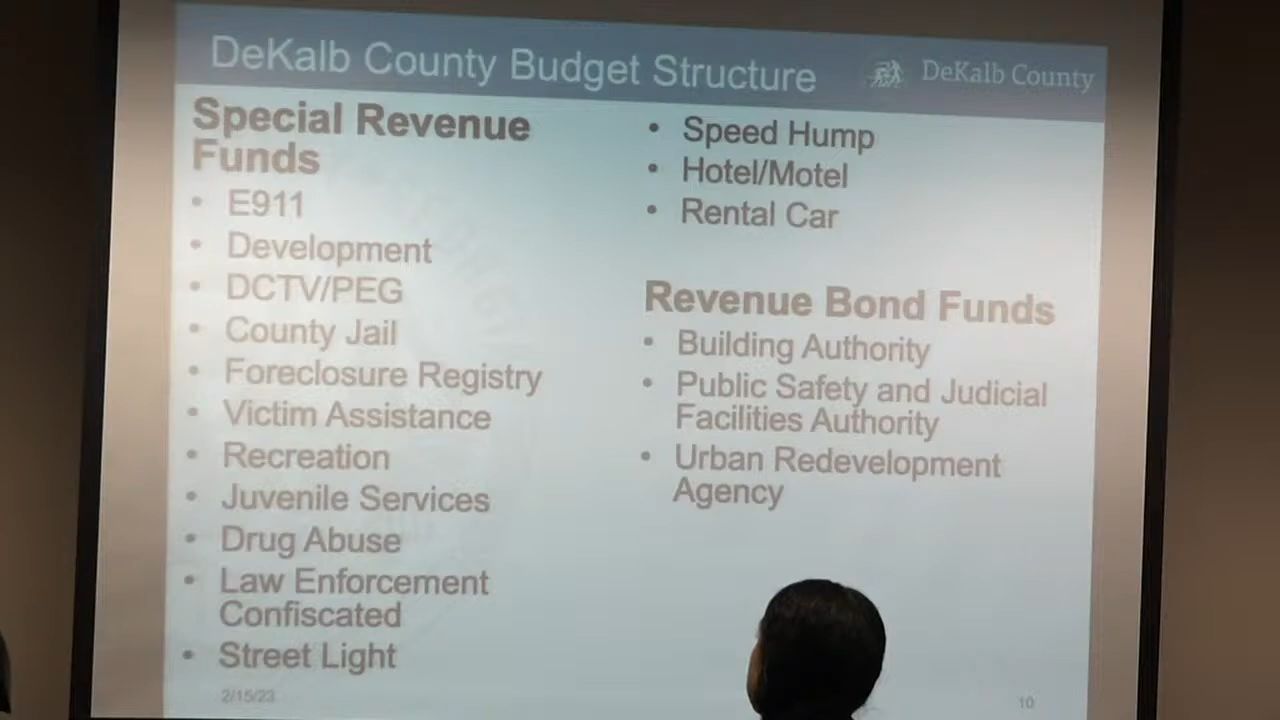 DeKalb County Budget Structure
DeKalb County
Special Revenue
Funds
• E911
• Development
• DCTV/PEG
• County Jail
• Foreclosure Registry
• Victim Assistance
• Recreation
• Juvenile Services
• Drug Abuse
• Law Enforcement
Confiscated
• Street Light
• Speed Hump
• Hotel/Motel
• Rental Car
Revenue Bond Funds
• Building Authority
• Public Safety and Judicial
Facilities Authority
• Urban Redevelopment
Agency
2/15/23
10